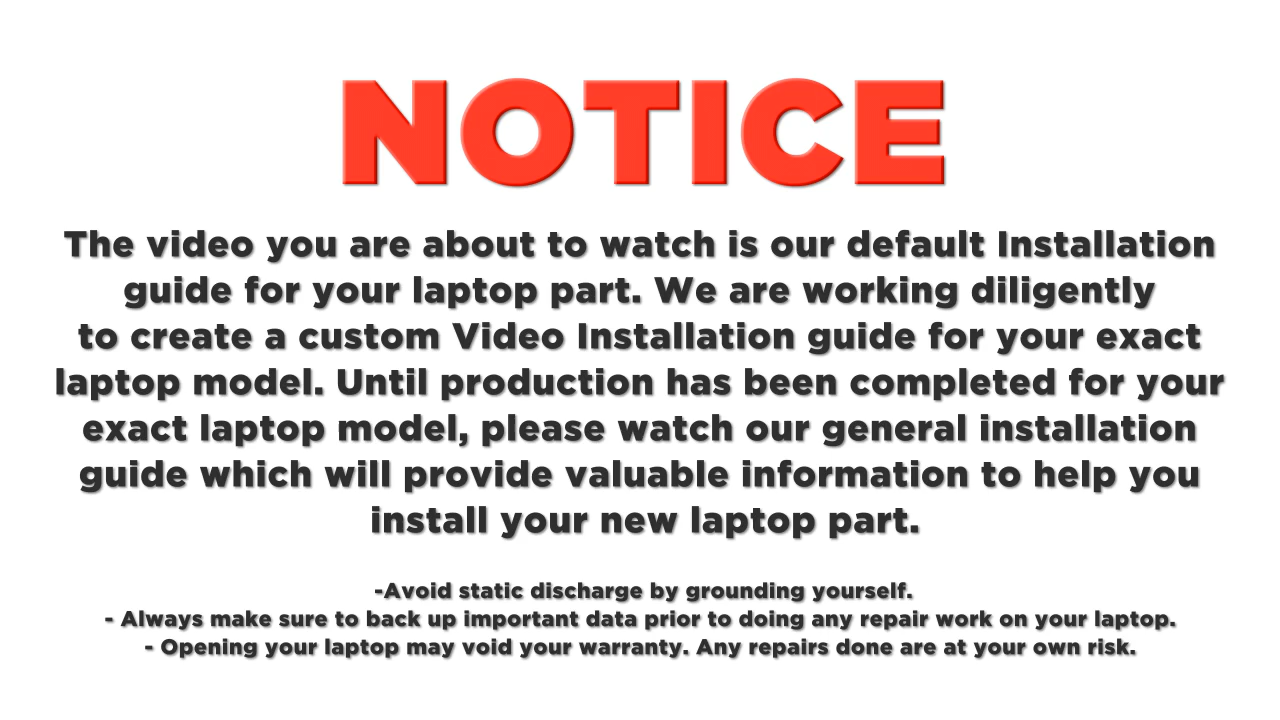 NOTICE
The video you are about to watch is our default Installation
guide for your laptop part. We are working diligently
to create a custom Video Installation guide for your exact
laptop model. Until production has been completed for your
exact laptop model, please watch our general installation
guide which will provide valuable information to help you
install your new laptop part.
-Avoid static discharge by grounding yourself.
- Always make sure to back up important data prior to doing any repair work on your laptop.
- Opening your laptop may void your warranty. Any repairs done are at your own risk.